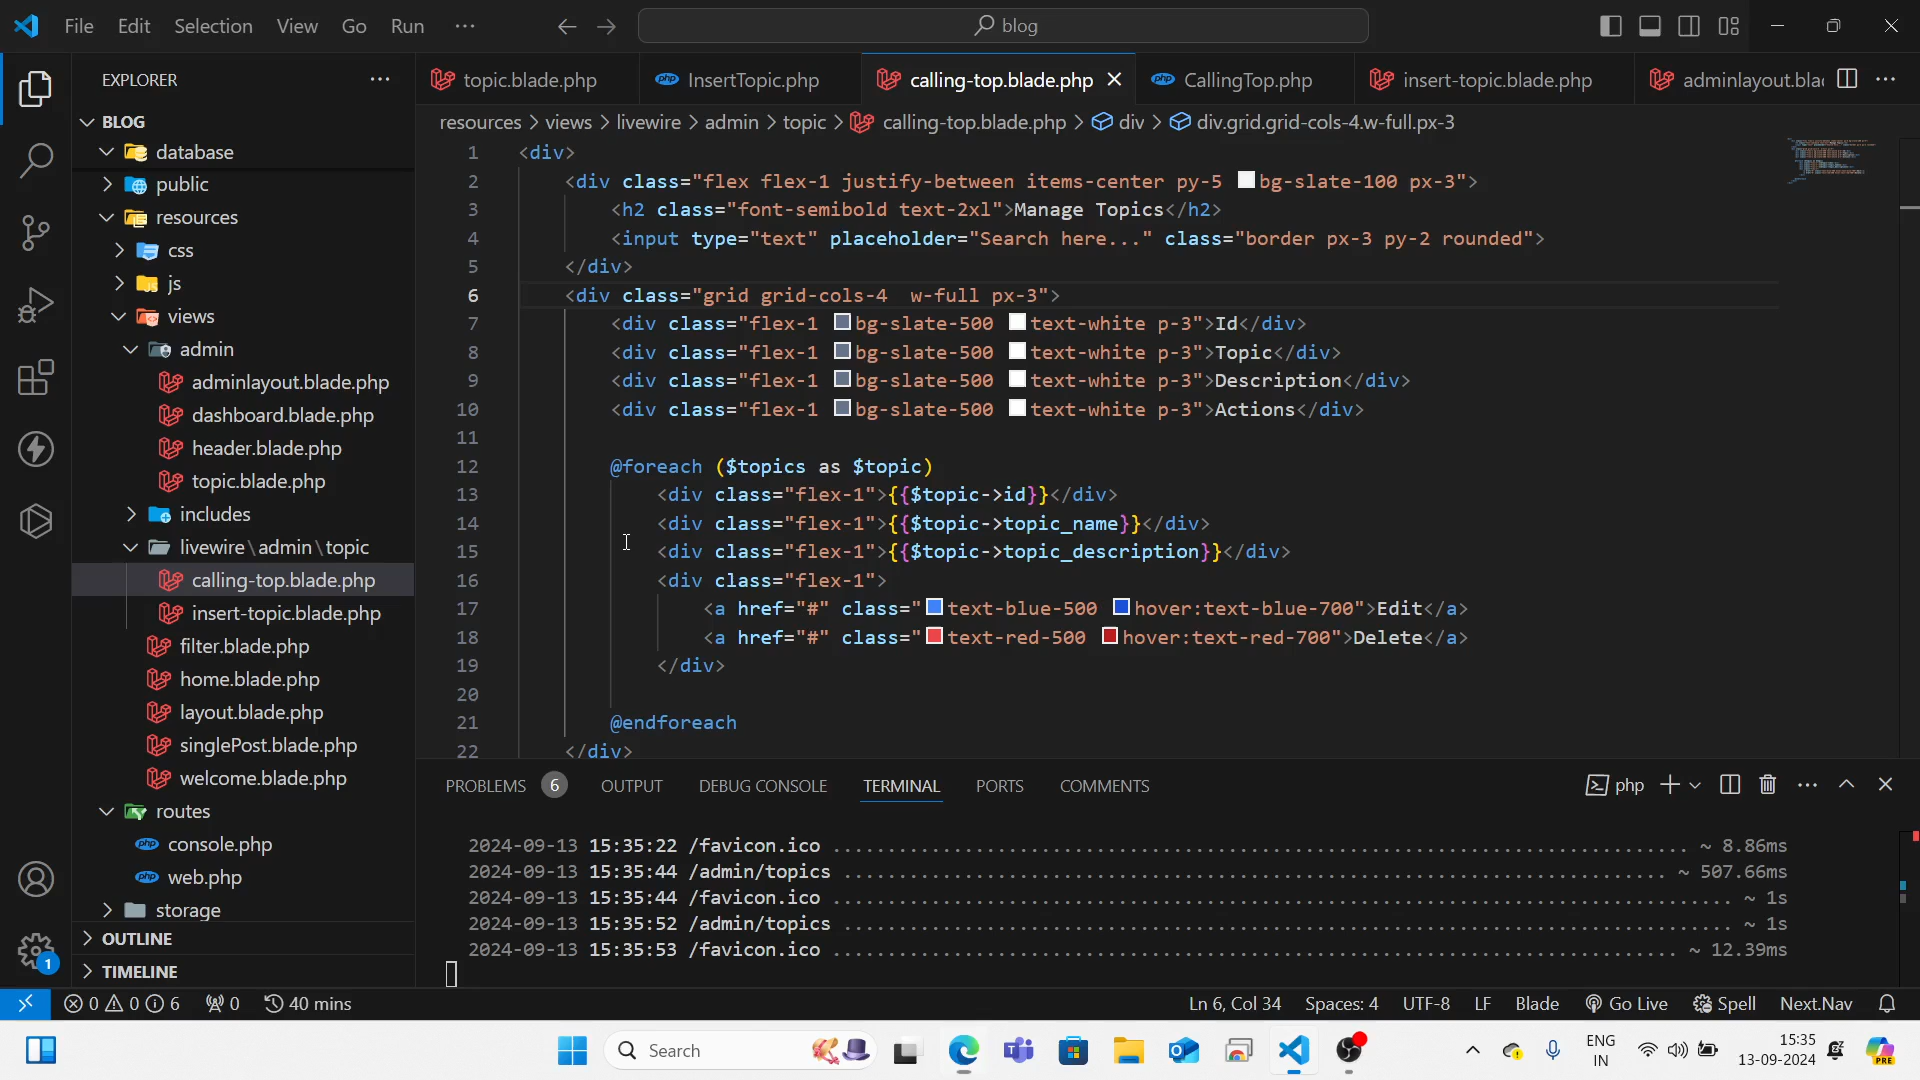 File Edit Selection View Go Run ···
blog
EXPLORER ···
topic.blade.php InsertTopic.php calling-top.blade.php CallingTop.php insert-topic.blade.php adminlayout.bla ···
resources > views > livewire > admin > topic > calling-top.blade.php > div > div.grid.grid-cols-4.w-full.px-3
BLOG
database
public
resources
css
js
views
admin
adminlayout.blade.php
dashboard.blade.php
header.blade.php
topic.blade.php
includes
livewire\admin\topic
calling-top.blade.php
insert-topic.blade.php
filter.blade.php
home.blade.php
layout.blade.php
singlePost.blade.php
welcome.blade.php
routes
console.php
web.php
storage
OUTLINE
TIMELINE
1 <div>
2 <div class="flex flex-1 justify-between items-center py-5 bg-slate-100 px-3">
3 <h2 class="font-semibold text-2xl">Manage Topics</h2>
4 <input type="text" placeholder="Search here..." class="border px-3 py-2 rounded">
5 </div>
6 <div class="grid grid-cols-4  w-full px-3">
7 <div class="flex-1 bg-slate-500 text-white p-3">Id</div>
8 <div class="flex-1 bg-slate-500 text-white p-3">Topic</div>
9 <div class="flex-1 bg-slate-500 text-white p-3">Description</div>
10 <div class="flex-1 bg-slate-500 text-white p-3">Actions</div>
11
12 @foreach ($topics as $topic)
13 <div class="flex-1">{{$topic->id}}</div>
14 <div class="flex-1">{{$topic->topic_name}}</div>
15 <div class="flex-1">{{$topic->topic_description}}</div>
16 <div class="flex-1">
17 <a href="#" class="text-blue-500 hover:text-blue-700">Edit</a>
18 <a href="#" class="text-red-500 hover:text-red-700">Delete</a>
19 </div>
20
21 @endforeach
22 </div>
PROBLEMS 6 OUTPUT DEBUG CONSOLE TERMINAL PORTS COMMENTS php ···
2024-09-13 15:35:22 /favicon.ico ~ 8.86ms
2024-09-13 15:35:44 /admin/topics ~ 507.66ms
2024-09-13 15:35:44 /favicon.ico ~ 1s
2024-09-13 15:35:52 /admin/topics ~ 1s
2024-09-13 15:35:53 /favicon.ico ~ 12.39ms
1
0 0 6 0 40 mins Ln 6, Col 34 Spaces: 4 UTF-8 LF Blade Go Live Spell Next.Nav
Search
ENG
IN
15:35
13-09-2024
PRE